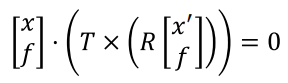 [x f] · (T × (R [x′ f])) = 0